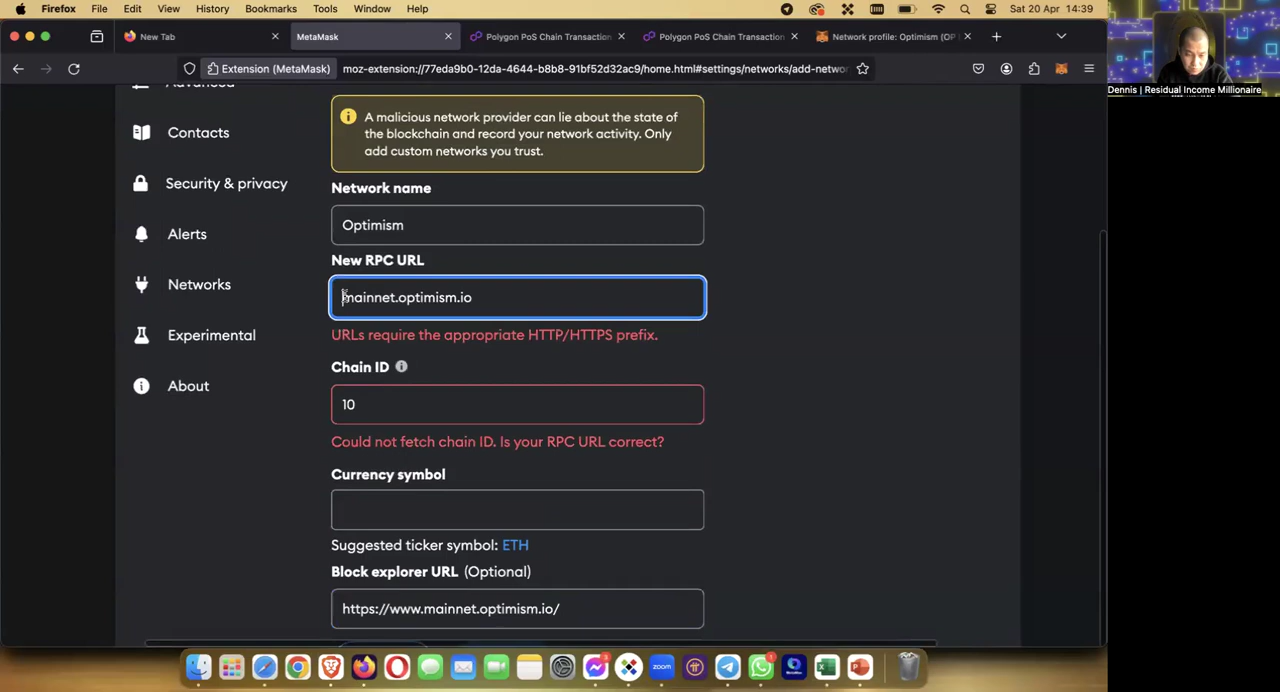 Firefox File Edit View History Bookmarks Tools Window Help Sat 20 Apr 14:39
New Tab MetaMask Polygon PoS Chain Transaction Polygon PoS Chain Transaction Network profile: Optimism (OP
Extension (MetaMask) moz-extension://77eda9b0-12de-4644-b8b8-91bf52d32ac9/home.html#settings/networks/add-networ
Dennis | Residual Income Millionaire
Advanced
Contacts
Security & privacy
Alerts
Networks
Experimental
About
A malicious network provider can lie about the state
of the blockchain and record your network activity. Only
add custom networks you trust.
Network name
Optimism
New RPC URL
mainnet.optimism.io
URLs require the appropriate HTTP/HTTPS prefix.
Chain ID
10
Could not fetch chain ID. Is your RPC URL correct?
Currency symbol
Suggested ticker symbol: ETH
Block explorer URL (Optional)
https://www.mainnet.optimism.io/
zoom